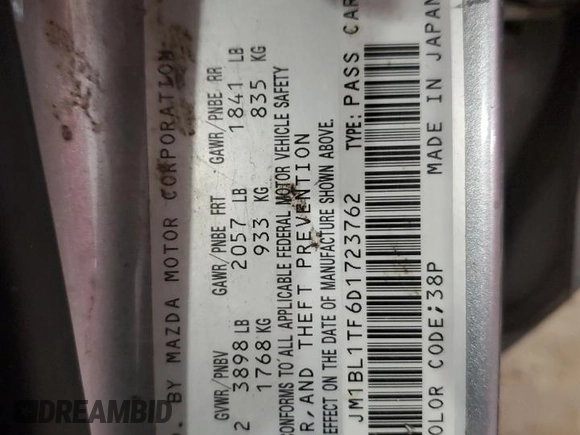 D. BY MAZDA MOTOR CORPORATION
GVWR/PNBV GAWR/PNBE FRT GAWR/PNBE RR
2 3898 LB 2057 LB 1841 LB
1768 KG 933 KG 835 KG
CONFORMS TO ALL APPLICABLE FEDERAL MOTOR VEHICLE SAFETY
R, AND THEFT PREVENTION
EFFECT ON THE DATE OF MANUFACTURE SHOWN ABOVE.
JM1BL1TF6D1723762 TYPE: PASS CAR
OLOR CODE;38P MADE IN JAPAN
DREAMBID